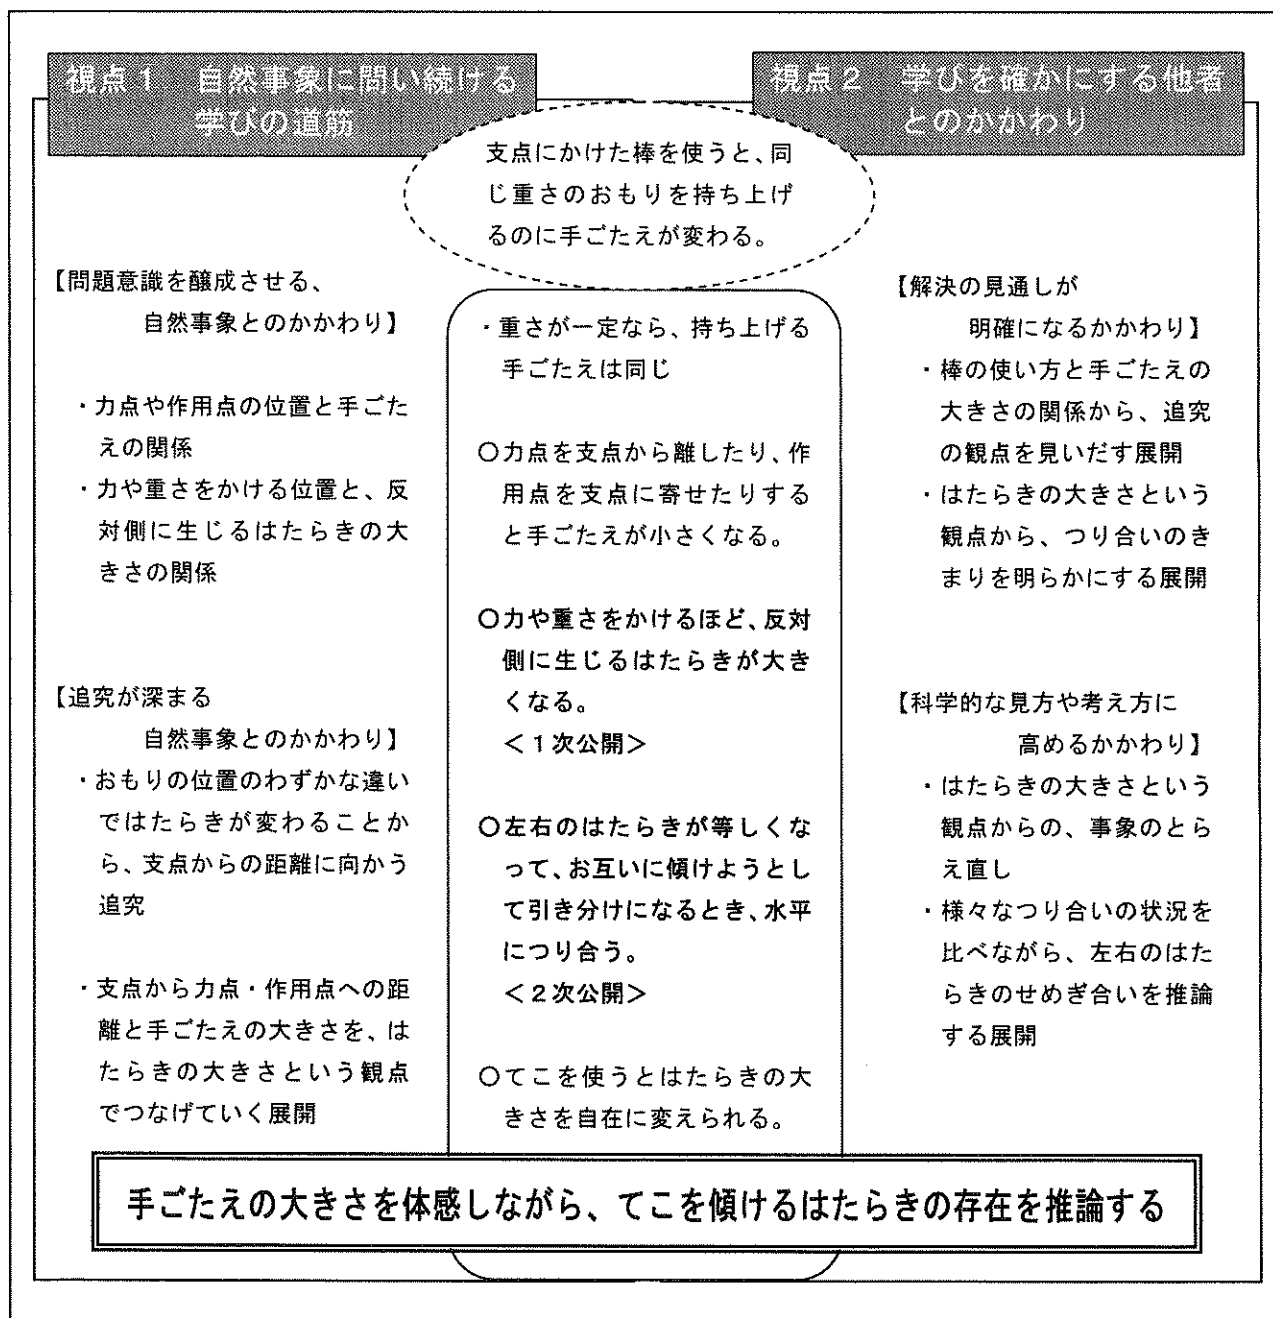 視点1 自然事象に問い続ける
学びの道筋
視点2 学びを確かにする他者
とのかかわり
支点にかけた棒を使うと、同
じ重さのおもりを持ち上げ
るのに手ごたえが変わる。
【問題意識を醸成させる、
自然事象とのかかわり】
・力点や作用点の位置と手ごた
えの関係
・力や重さをかける位置と、反
対側に生じるはたらきの大
きさの関係
【追究が深まる
自然事象とのかかわり】
・おもりの位置のわずかな違い
ではたらきが変わることか
ら、支点からの距離に向かう
追究
・支点から力点・作用点への距
離と手ごたえの大きさを、は
たらきの大きさという観点
でつなげていく展開
・重さが一定なら、持ち上げる
手ごたえは同じ
○力点を支点から離したり、作
用点を支点に寄せたりする
と手ごたえが小さくなる。
○力や重さをかけるほど、反対
側に生じるはたらきが大き
くなる。
<1次公開>
○左右のはたらきが等しくな
って、お互いに傾けようとし
て引き分けになるとき、水平
につり合う。
<2次公開>
○てこを使うとはたらきの大
きさを自在に変えられる。
【解決の見通しが
明確になるかかわり】
・棒の使い方と手ごたえの
大きさの関係から、追究
の観点を見いだす展開
・はたらきの大きさという
観点から、つり合いのき
まりを明らかにする展開
【科学的な見方や考え方に
高めるかかわり】
・はたらきの大きさという
観点からの、事象のとら
え直し
・様々なつり合いの状況を
比べながら、左右のはた
らきのせめぎ合いを推論
する展開
手ごたえの大きさを体感しながら、てこを傾けるはたらきの存在を推論する